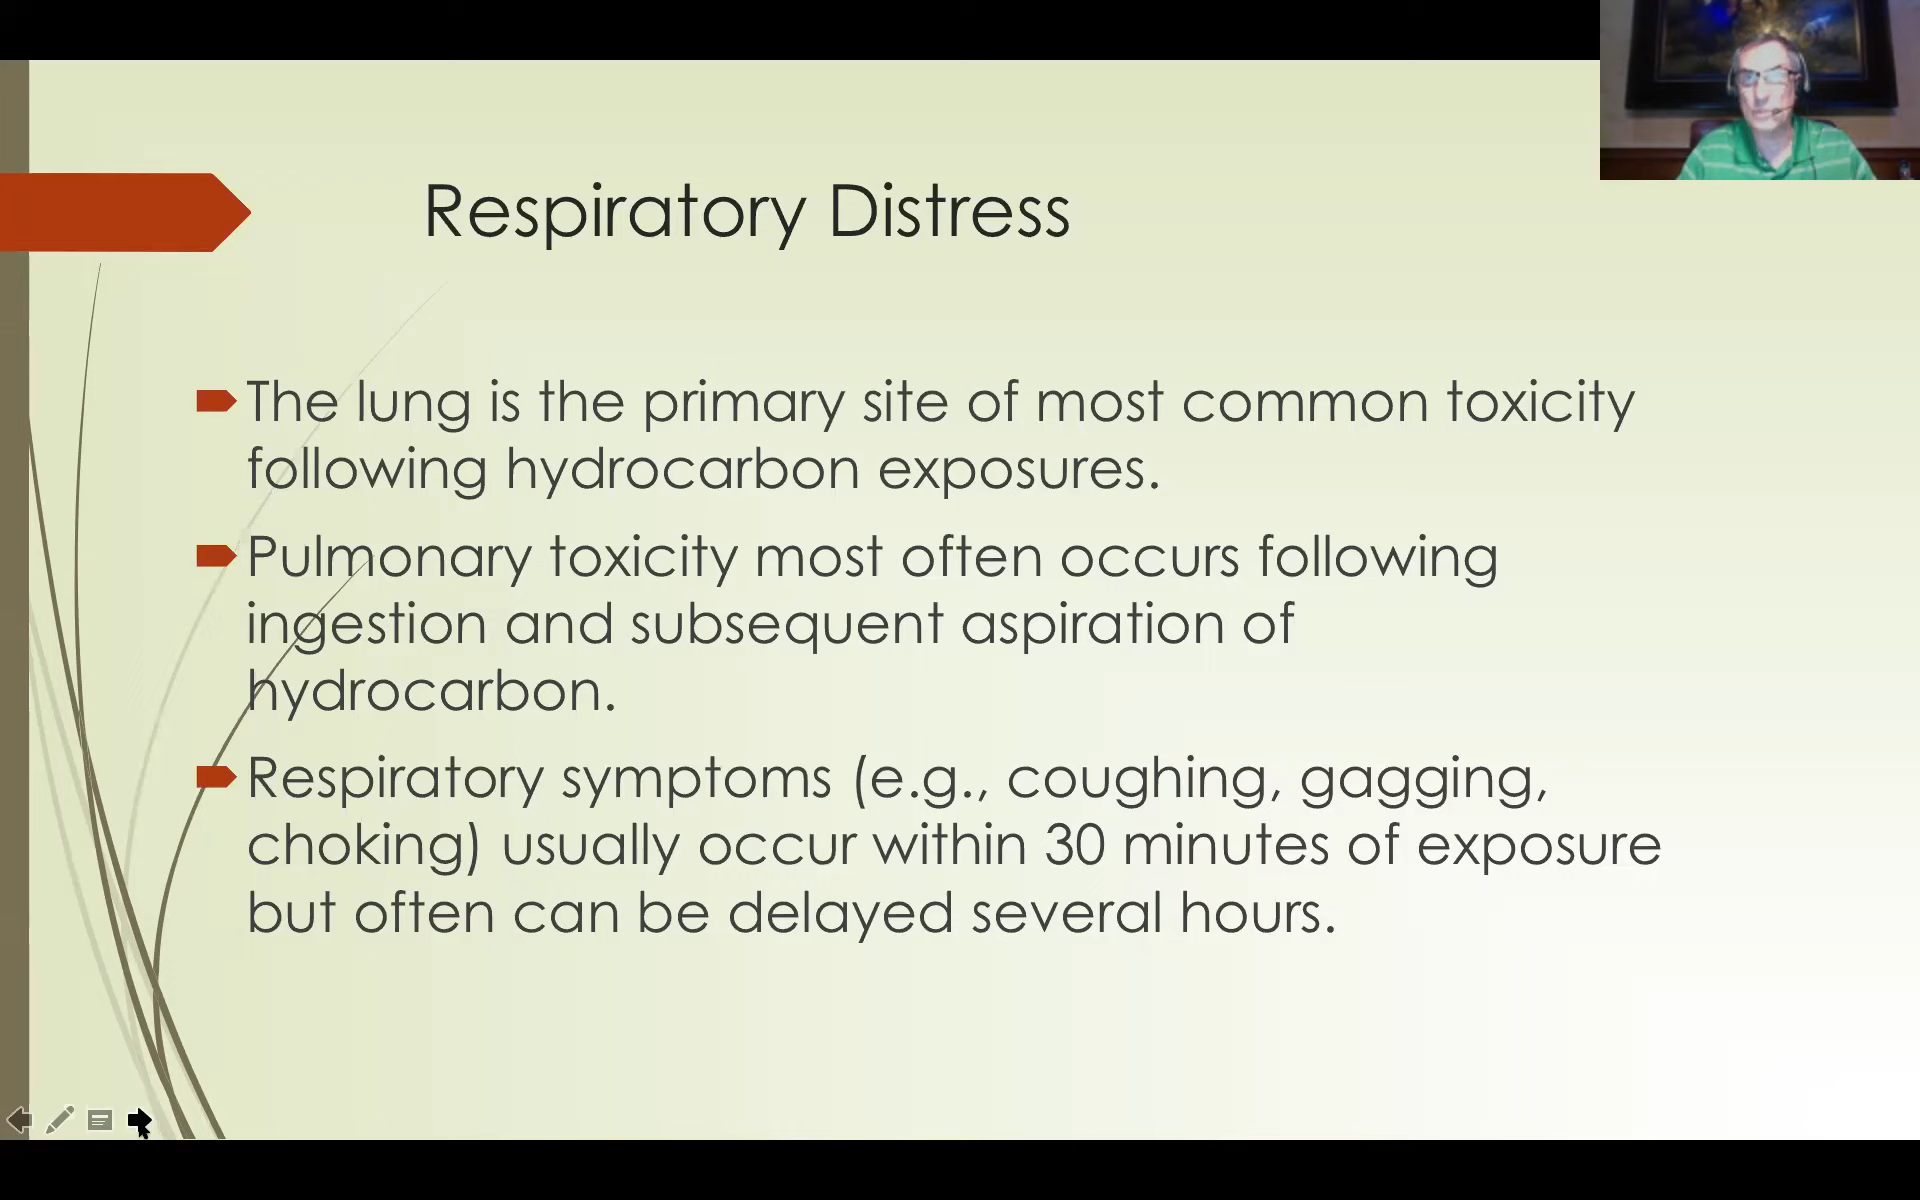 Respiratory Distress
The lung is the primary site of most common toxicity
following hydrocarbon exposures.
Pulmonary toxicity most often occurs following
ingestion and subsequent aspiration of
hydrocarbon.
Respiratory symptoms (e.g., coughing, gagging,
choking) usually occur within 30 minutes of exposure
but often can be delayed several hours.